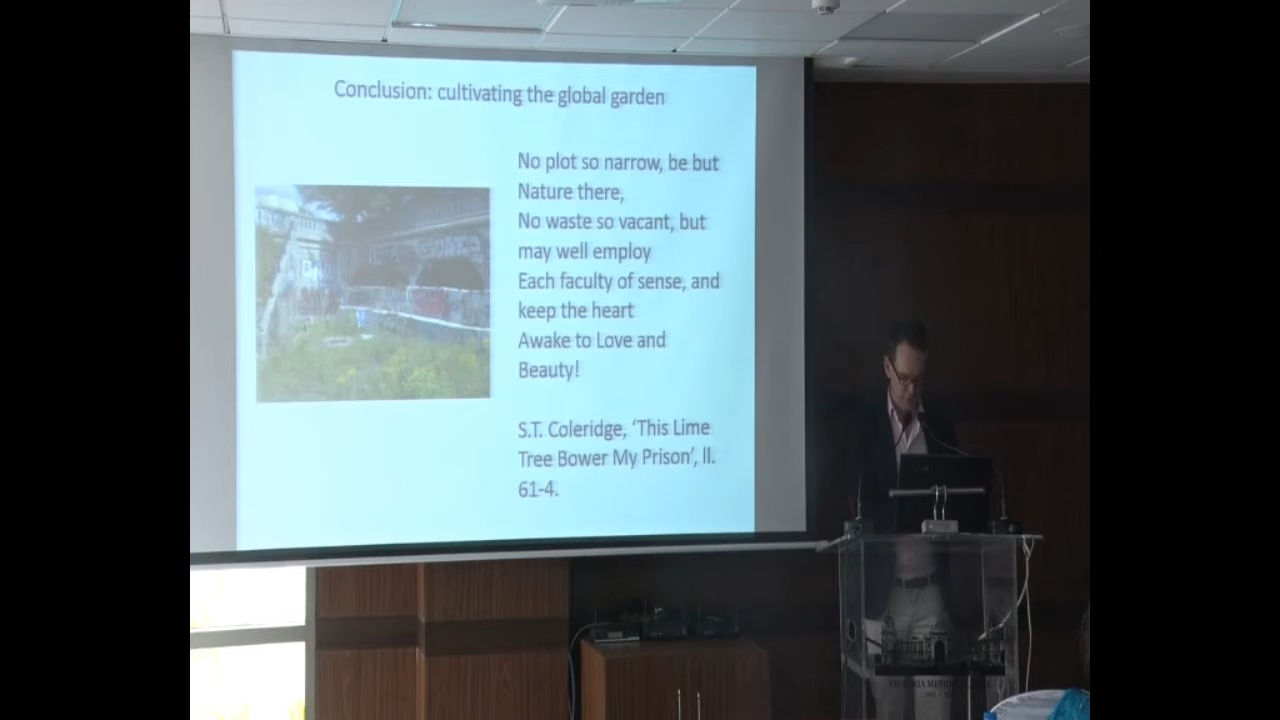 Conclusion: cultivating the global garden
No plot so narrow, be but
Nature there,
No waste so vacant, but
may well employ
Each faculty of sense, and
keep the heart
Awake to Love and
Beauty!
S.T. Coleridge, ‘This Lime
Tree Bower My Prison’, ll.
61-4.
VICTORIA MEMORIAL